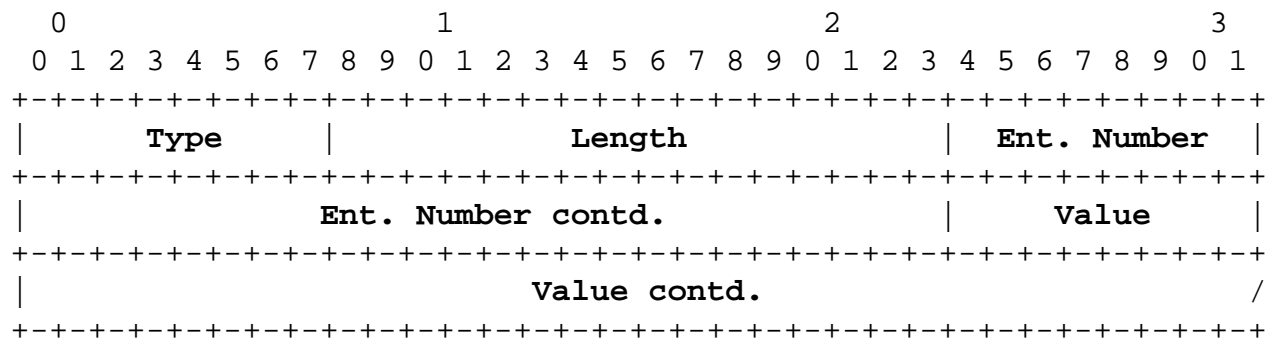 0                   1                   2                   3
 0 1 2 3 4 5 6 7 8 9 0 1 2 3 4 5 6 7 8 9 0 1 2 3 4 5 6 7 8 9 0 1
+-+-+-+-+-+-+-+-+-+-+-+-+-+-+-+-+-+-+-+-+-+-+-+-+-+-+-+-+-+-+-+-+
|      Type     |            Length             |  Ent. Number  |
+-+-+-+-+-+-+-+-+-+-+-+-+-+-+-+-+-+-+-+-+-+-+-+-+-+-+-+-+-+-+-+-+
|               Ent. Number contd.              |     Value     |
+-+-+-+-+-+-+-+-+-+-+-+-+-+-+-+-+-+-+-+-+-+-+-+-+-+-+-+-+-+-+-+-+
|                          Value contd.                         /
+-+-+-+-+-+-+-+-+-+-+-+-+-+-+-+-+-+-+-+-+-+-+-+-+-+-+-+-+-+-+-+-+